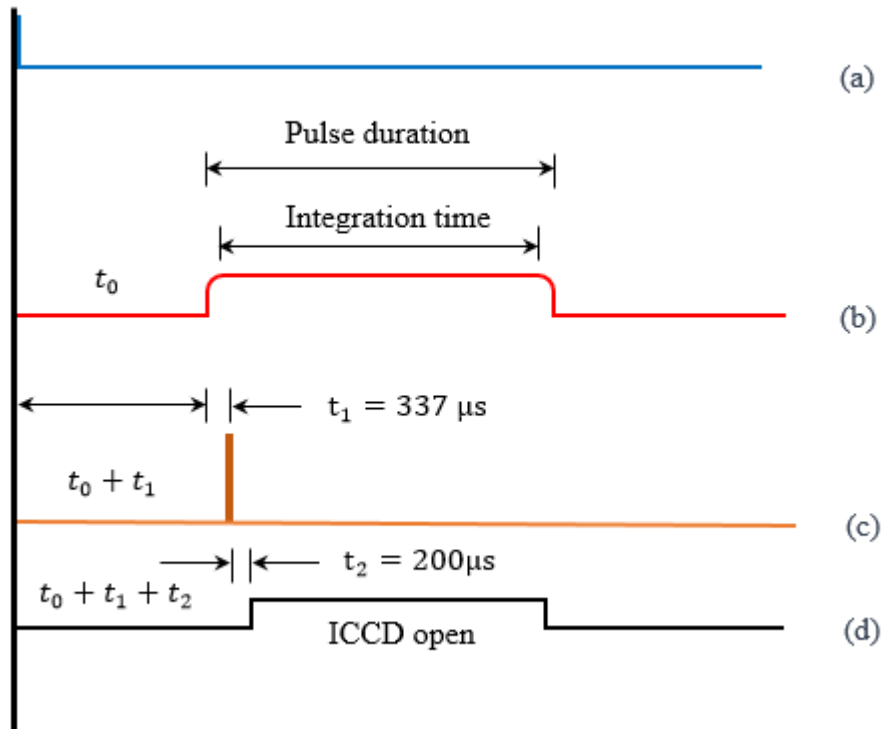 (a)
Pulse duration
Integration time
t₀
(b)
t₁ = 337 μs
t₀ + t₁
(c)
t₂ = 200μs
t₀ + t₁ + t₂
ICCD open
(d)